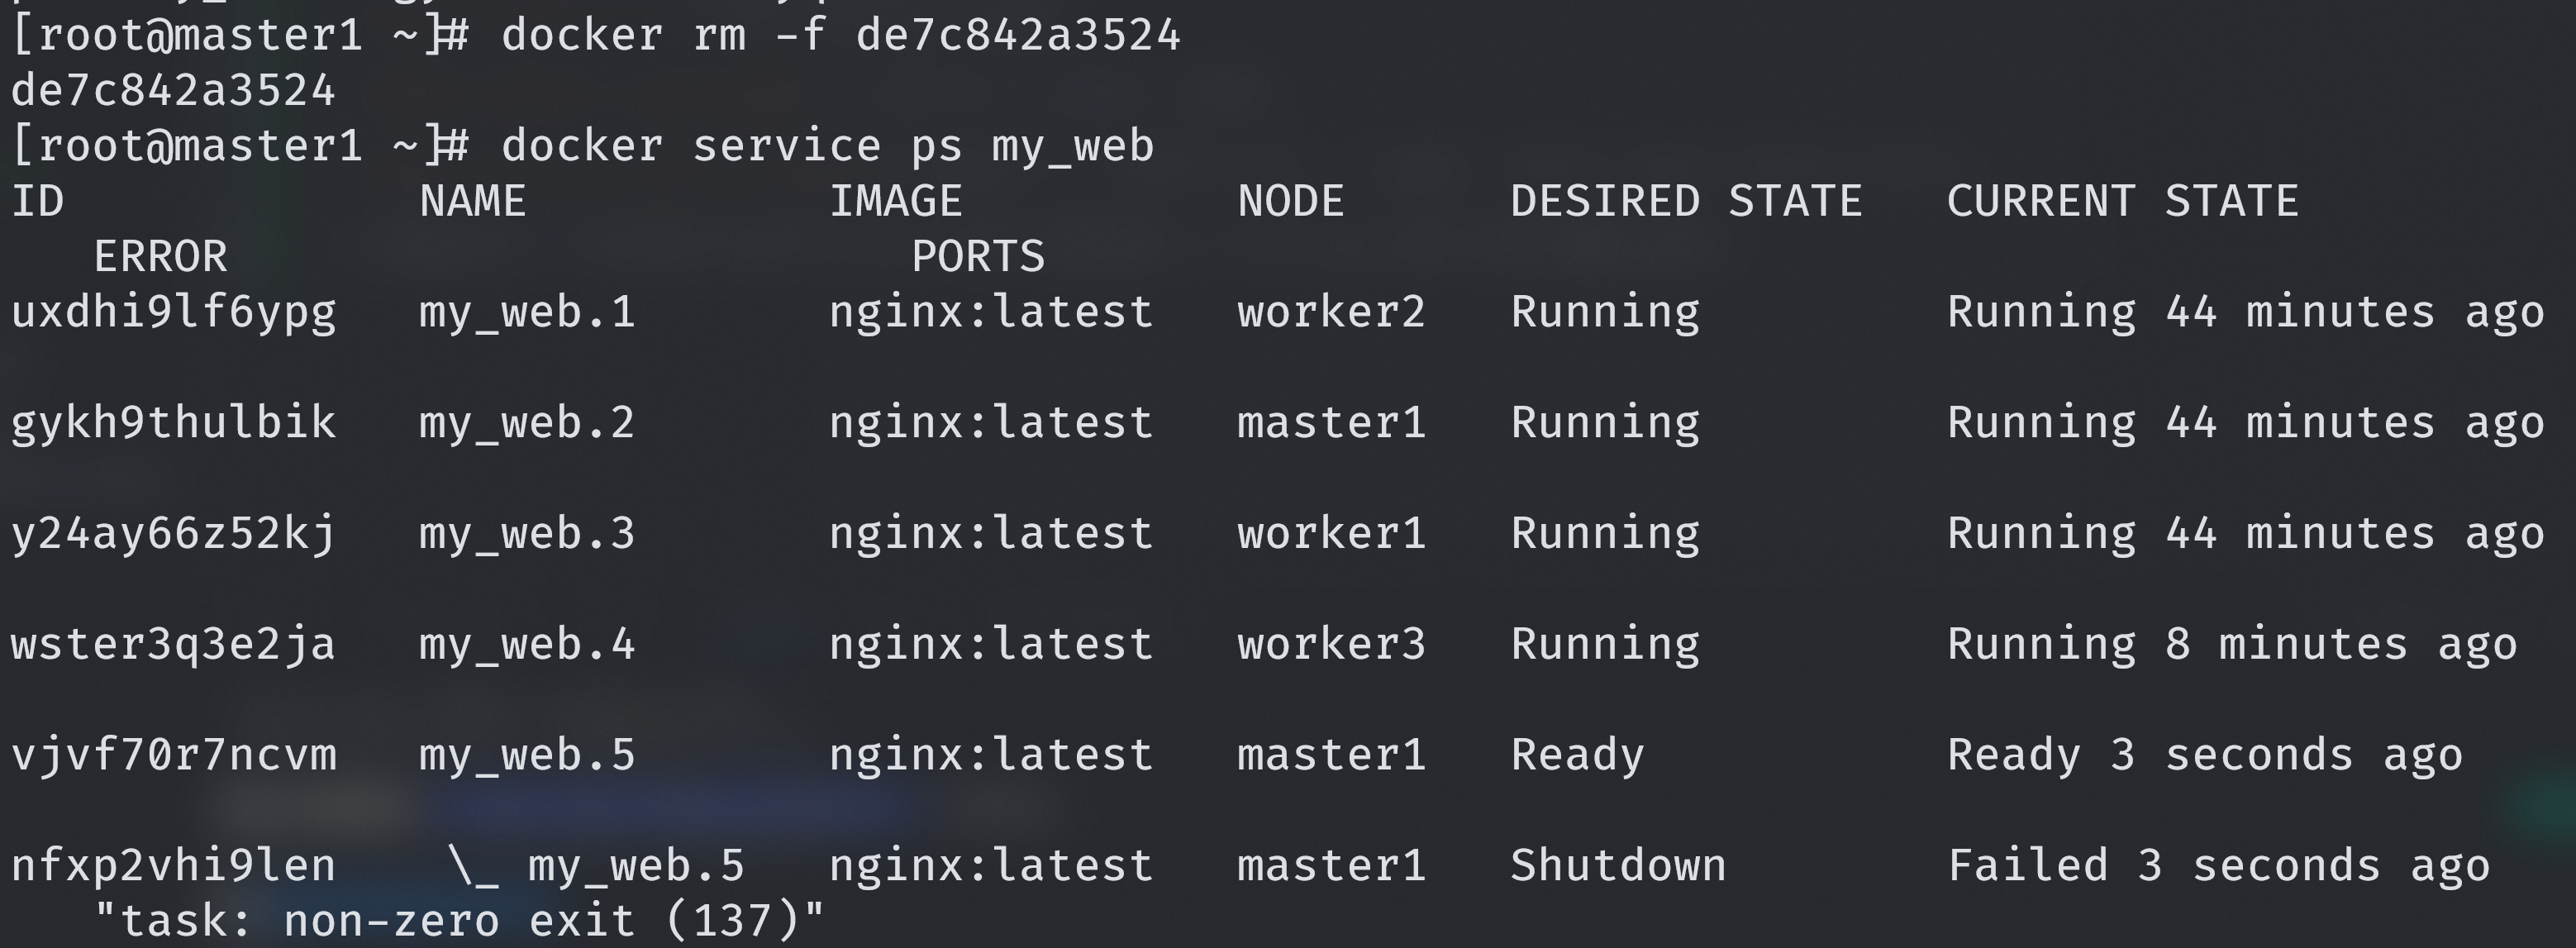 [root@master1 ~]# docker rm -f de7c842a3524
de7c842a3524
[root@master1 ~]# docker service ps my_web
ID             NAME           IMAGE          NODE      DESIRED STATE   CURRENT STATE
   ERROR                         PORTS
uxdhi9lf6ypg   my_web.1       nginx:latest   worker2   Running         Running 44 minutes ago
gykh9thulbik   my_web.2       nginx:latest   master1   Running         Running 44 minutes ago
y24ay66z52kj   my_web.3       nginx:latest   worker1   Running         Running 44 minutes ago
wster3q3e2ja   my_web.4       nginx:latest   worker3   Running         Running 8 minutes ago
vjvf70r7ncvm   my_web.5       nginx:latest   master1   Ready           Ready 3 seconds ago
nfxp2vhi9len    \_ my_web.5   nginx:latest   master1   Shutdown        Failed 3 seconds ago
   "task: non-zero exit (137)"